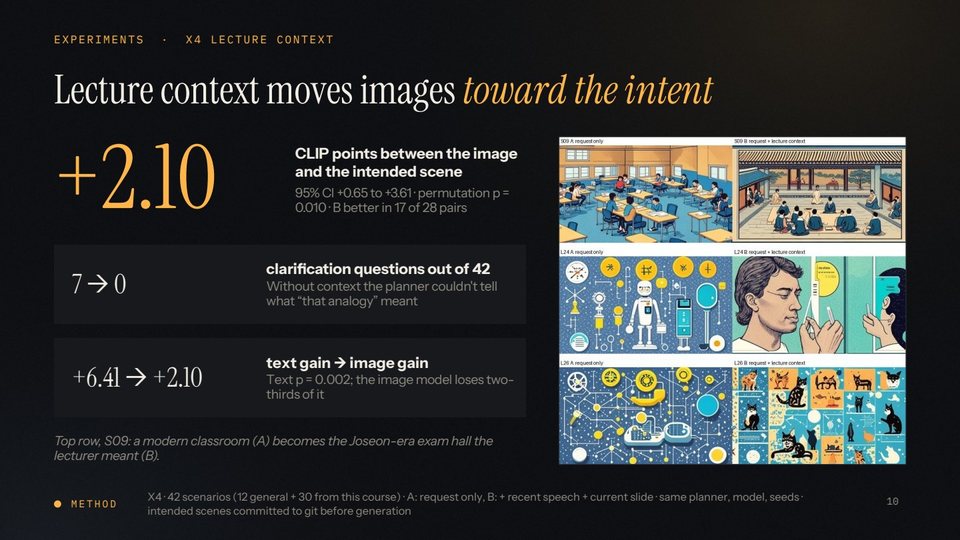 EXPERIMENTS · X4 LECTURE CONTEXT
Lecture context moves images toward the intent
+2.10
CLIP points between the image
and the intended scene
95% CI +0.65 to +3.61 · permutation p =
0.010 · B better in 17 of 28 pairs
7 → 0
clarification questions out of 42
Without context the planner couldn't tell
what “that analogy” meant
+6.41 → +2.10
text gain → image gain
Text p = 0.002; the image model loses two-
thirds of it
Top row, S09: a modern classroom (A) becomes the Joseon-era exam hall the
lecturer meant (B).
S09 A: request only
S09 B: request + lecture context
L24 A: request only
L24 B: request + lecture context
L26 A: request only
L26 B: request + lecture context
METHOD
X4 · 42 scenarios (12 general + 30 from this course) · A: request only, B: + recent speech + current slide · same planner, model, seeds ·
intended scenes committed to git before generation
10